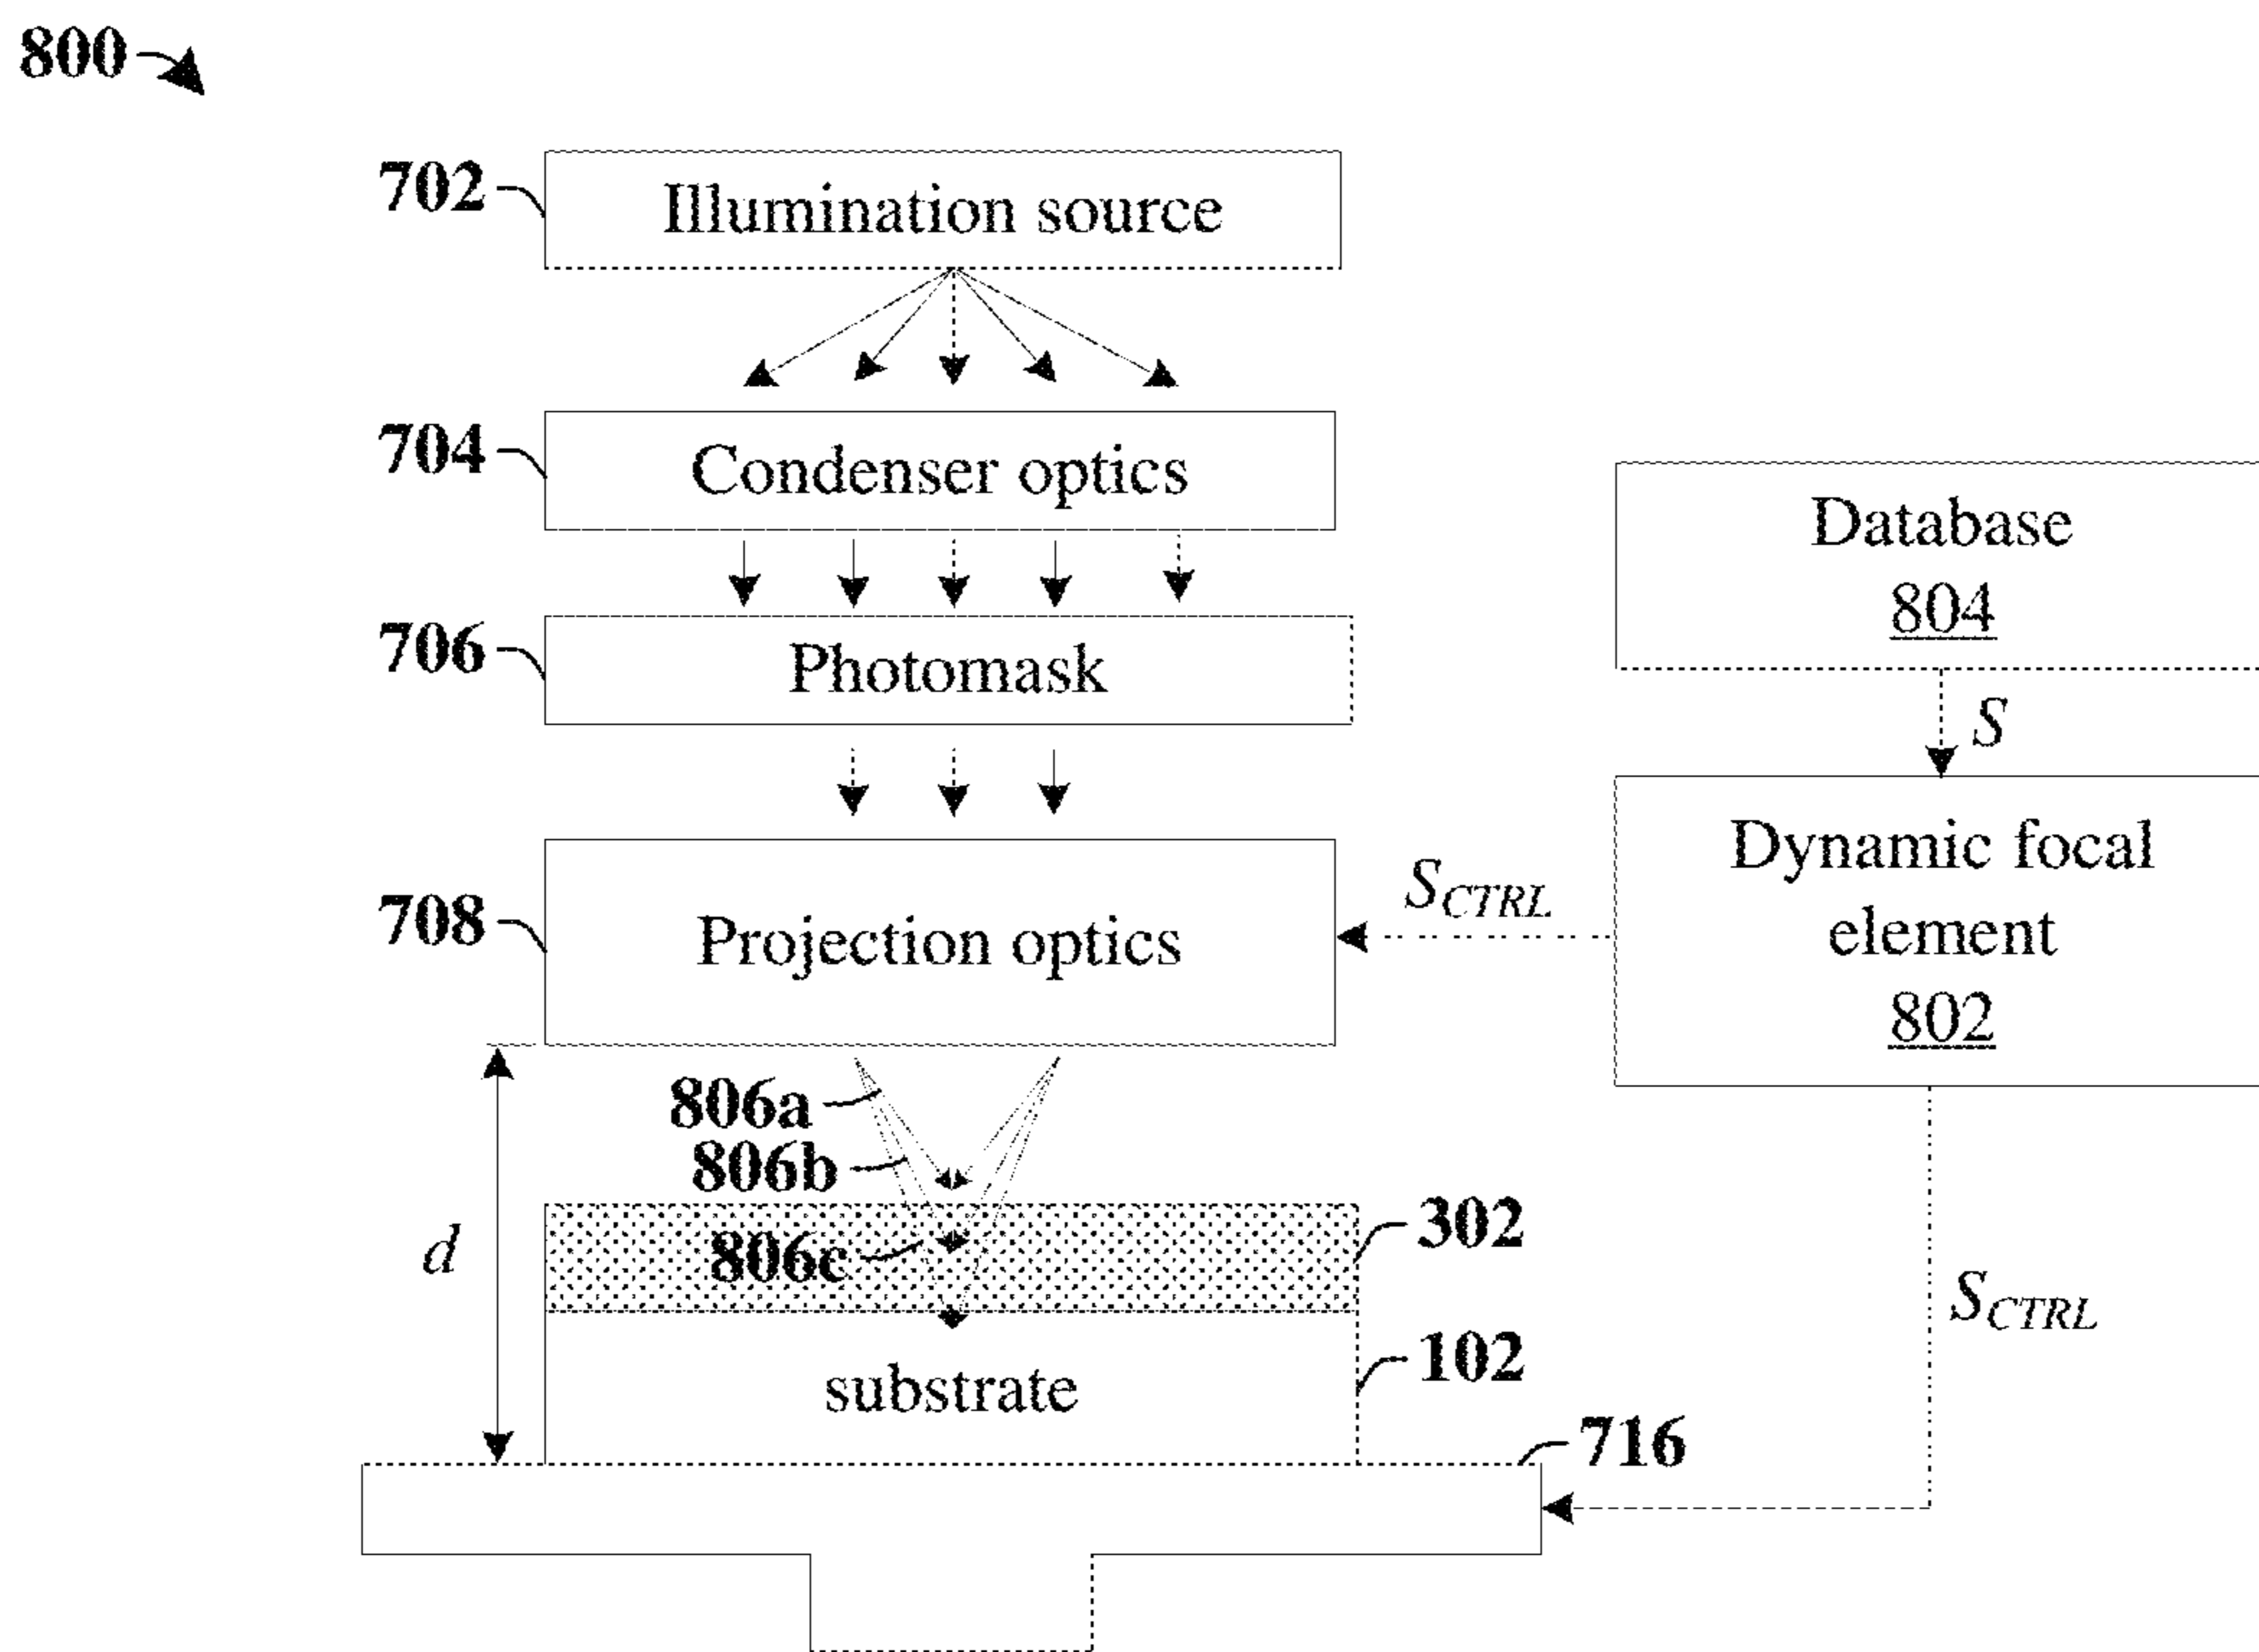 800
702
Illumination source
704
Condenser optics
Database
804
706
Photomask
S
708
Projection optics
S_CTRL
Dynamic focal
element
802
806a
806b
302
806c
d
S_CTRL
102
substrate
716